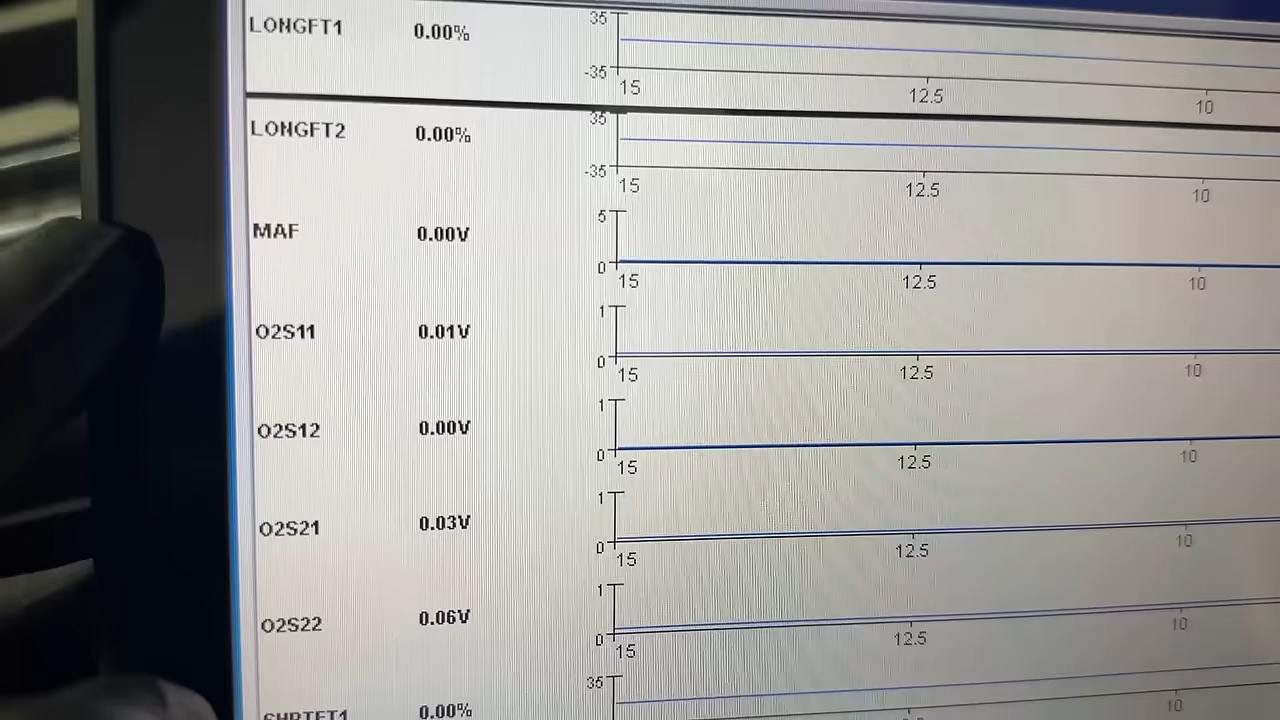 LONGFT1 0.00% 35
-35
15 12.5 10
LONGFT2 0.00% 35
-35
15 12.5 10
MAF 0.00V 5
0
15 12.5 10
O2S11 0.01V 1
0
15 12.5 10
O2S12 0.00V 1
0
15 12.5 10
O2S21 0.03V 1
0
15 12.5 10
O2S22 0.06V 1
0
15 12.5 10
35
SHRTFT1 0.00% 10